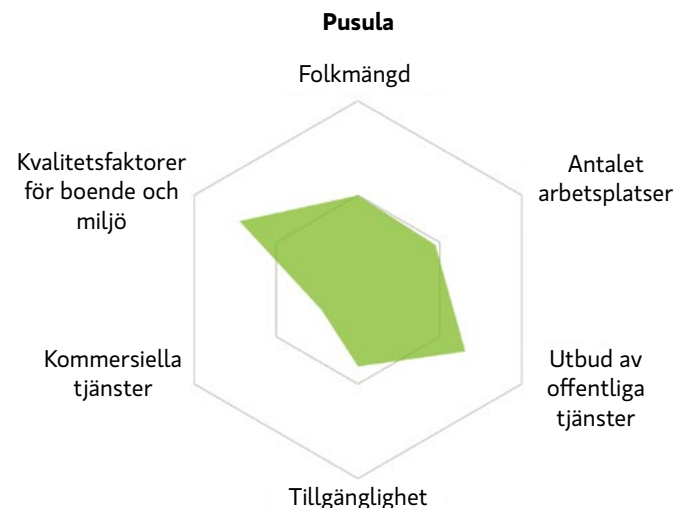 Pusula
Folkmängd
Antalet
arbetsplatser
Utbud av
offentliga
tjänster
Tillgänglighet
Kommersiella
tjänster
Kvalitetsfaktorer
för boende och
miljö